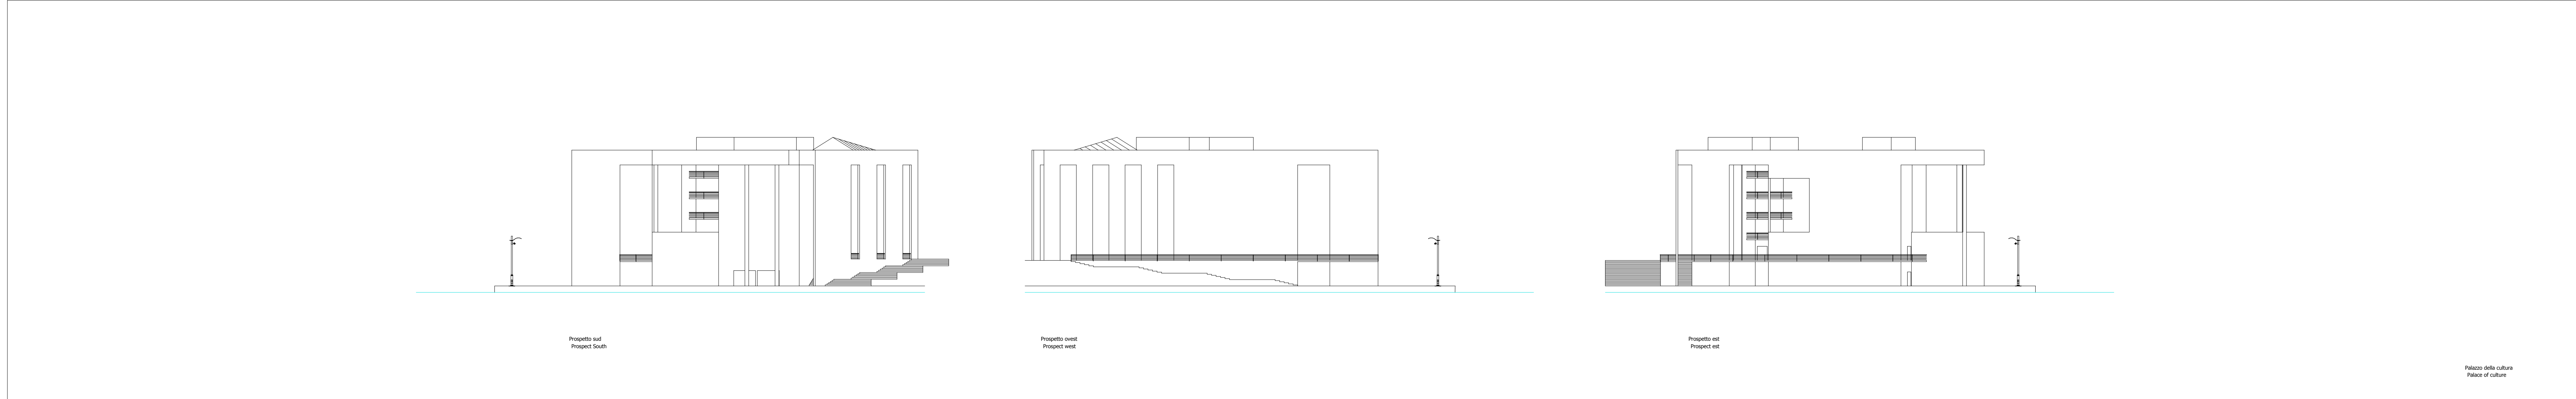 Prospetto sud
Prospect South
Prospetto ovest
Prospect west
Prospetto est
Prospect est
Palazzo della cultura
Palace of culture